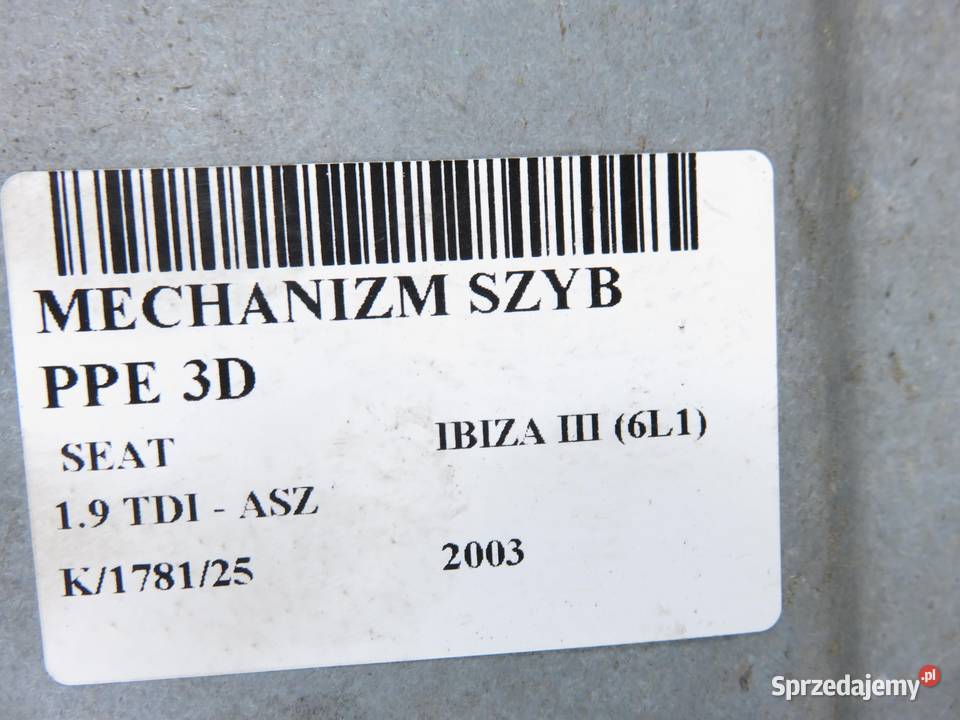 MECHANIZM SZYB
PPE 3D
SEAT IBIZA III (6L1)
1.9 TDI - ASZ
K/1781/25 2003
Sprzedajemy.pl